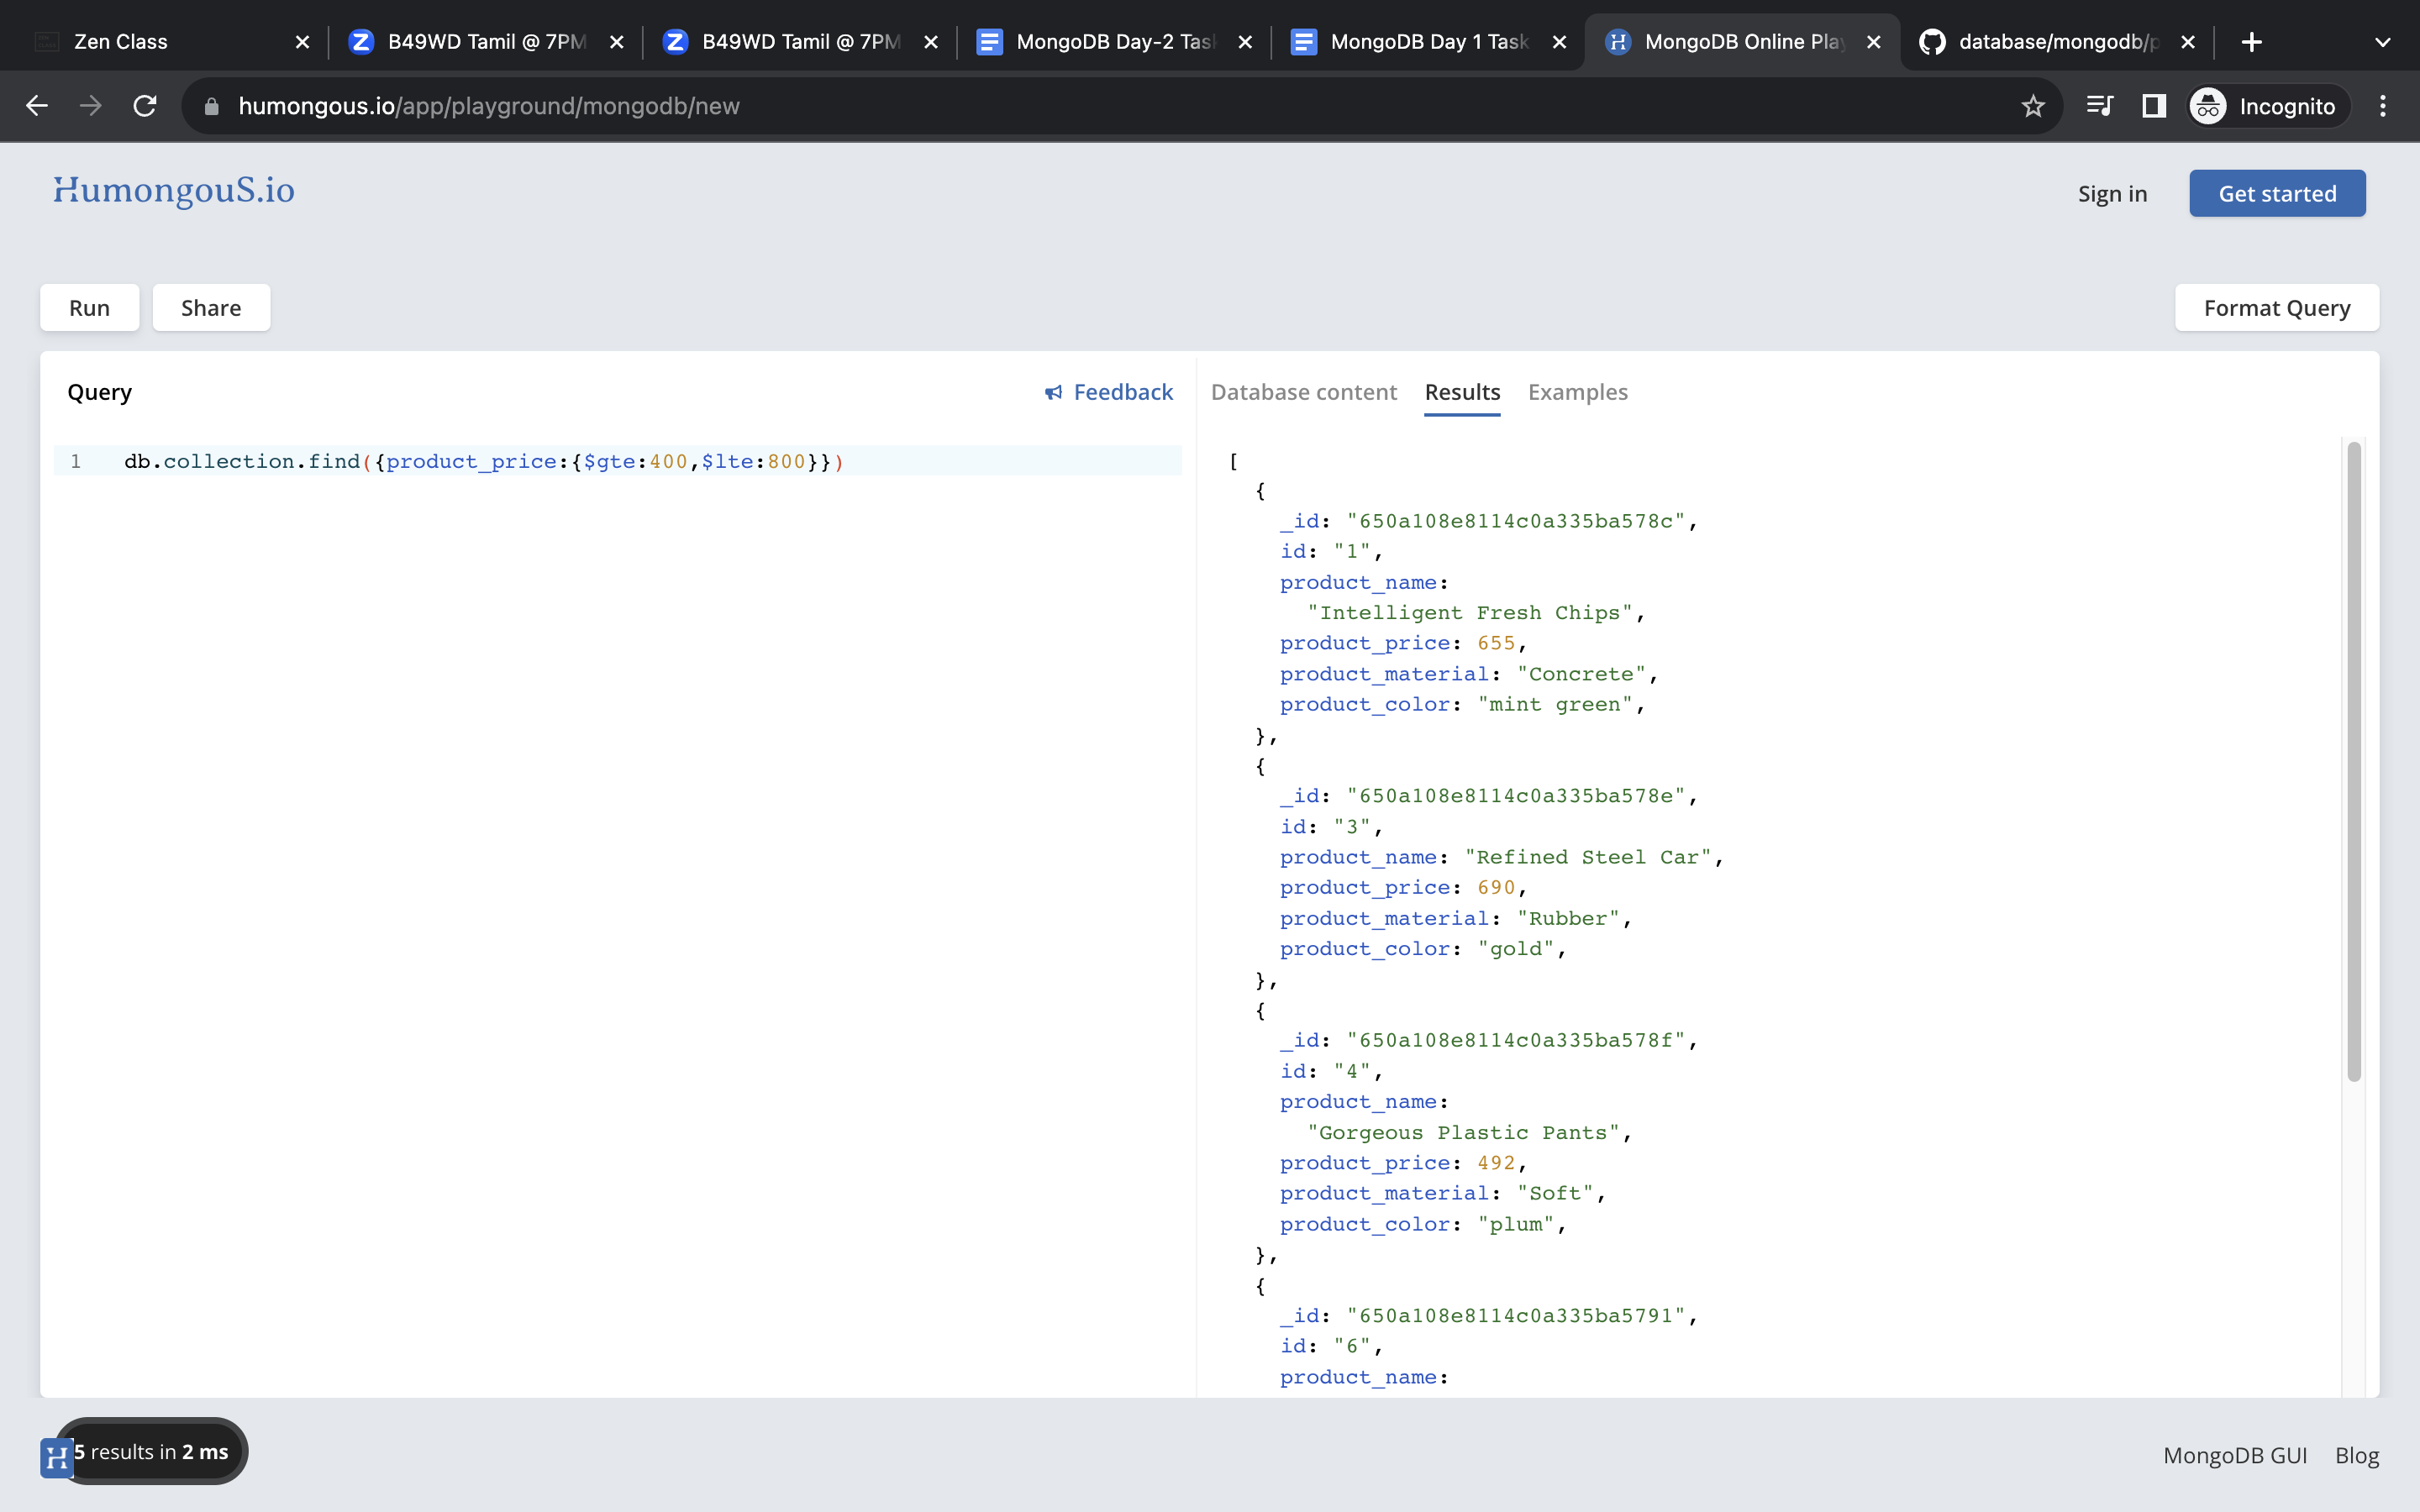 Zen Class
B49WD Tamil @ 7PM
B49WD Tamil @ 7PM
MongoDB Day-2 Tas
MongoDB Day 1 Task
MongoDB Online Play
database/mongodb/p
humongous.io/app/playground/mongodb/new
Incognito
HumongouS.io
Sign in
Get started
Run
Share
Format Query
Query
Feedback
Database content
Results
Examples
1 db.collection.find({product_price:{$gte:400,$lte:800}})
[
{
_id: "650a108e8114c0a335ba578c",
id: "1",
product_name:
"Intelligent Fresh Chips",
product_price: 655,
product_material: "Concrete",
product_color: "mint green",
},
{
_id: "650a108e8114c0a335ba578e",
id: "3",
product_name: "Refined Steel Car",
product_price: 690,
product_material: "Rubber",
product_color: "gold",
},
{
_id: "650a108e8114c0a335ba578f",
id: "4",
product_name:
"Gorgeous Plastic Pants",
product_price: 492,
product_material: "Soft",
product_color: "plum",
},
{
_id: "650a108e8114c0a335ba5791",
id: "6",
product_name:
H
5 results in 2 ms
MongoDB GUI
Blog